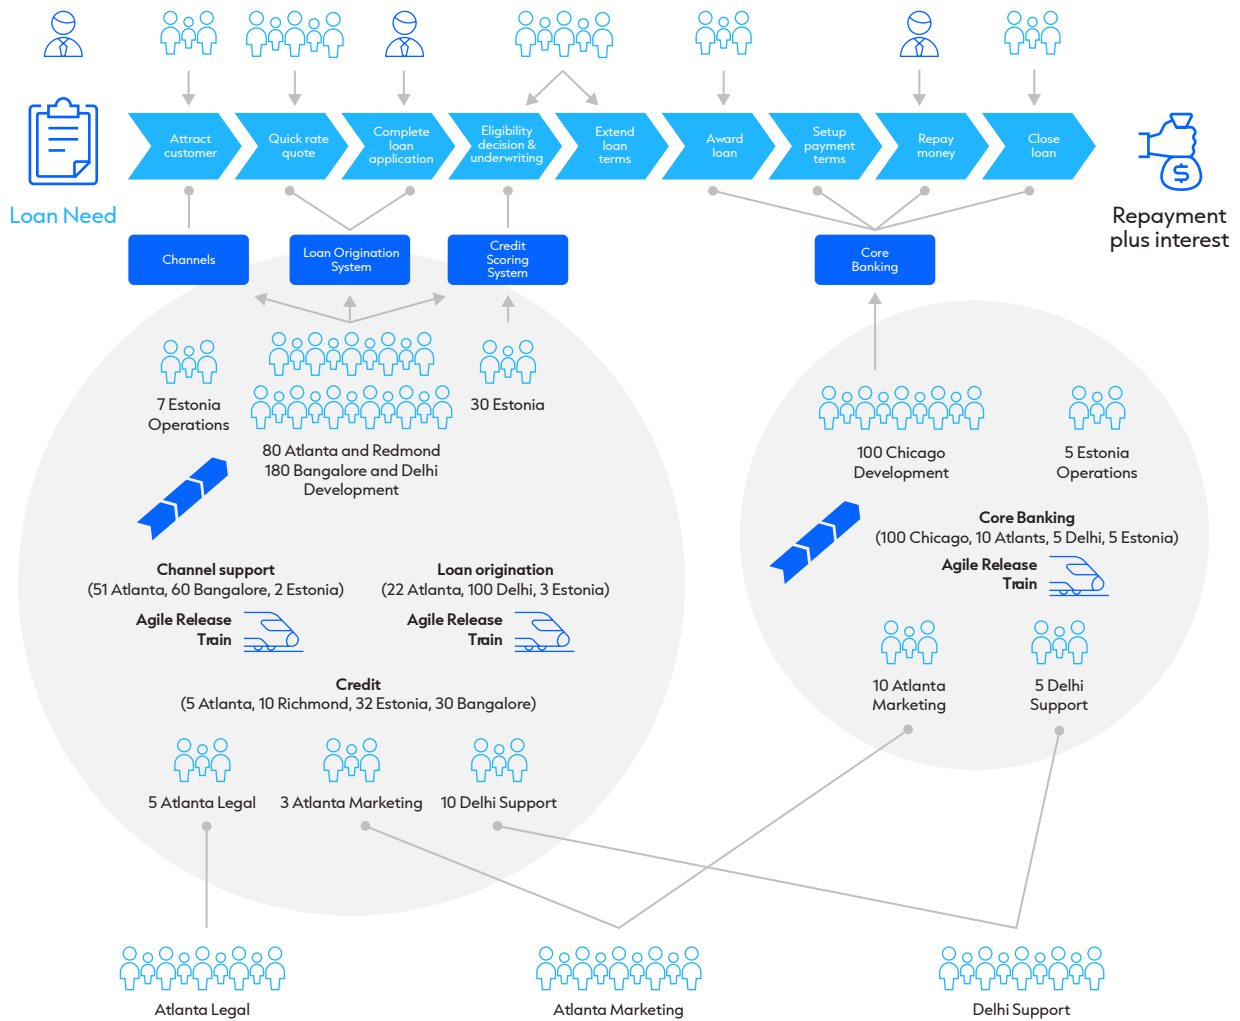 Attract
customer
Quick rate
quote
Complete
loan
application
Eligibility
decision &
underwriting
Extend
loan
terms
Award
loan
Setup
payment
terms
Repay
money
Close
loan
Loan Need
$
Repayment
plus interest
Channels
Loan Origination
System
Credit
Scoring
System
Core
Banking
7 Estonia
Operations
80 Atlanta and Redmond
180 Bangalore and Delhi
Development
30 Estonia
100 Chicago
Development
5 Estonia
Operations
Core Banking
(100 Chicago, 10 Atlants, 5 Delhi, 5 Estonia)
Agile Release
Train
Channel support
(51 Atlanta, 60 Bangalore, 2 Estonia)
Agile Release
Train
Loan origination
(22 Atlanta, 100 Delhi, 3 Estonia)
Agile Release
Train
Credit
(5 Atlanta, 10 Richmond, 32 Estonia, 30 Bangalore)
10 Atlanta
Marketing
5 Delhi
Support
5 Atlanta Legal
3 Atlanta Marketing
10 Delhi Support
Atlanta Legal
Atlanta Marketing
Delhi Support